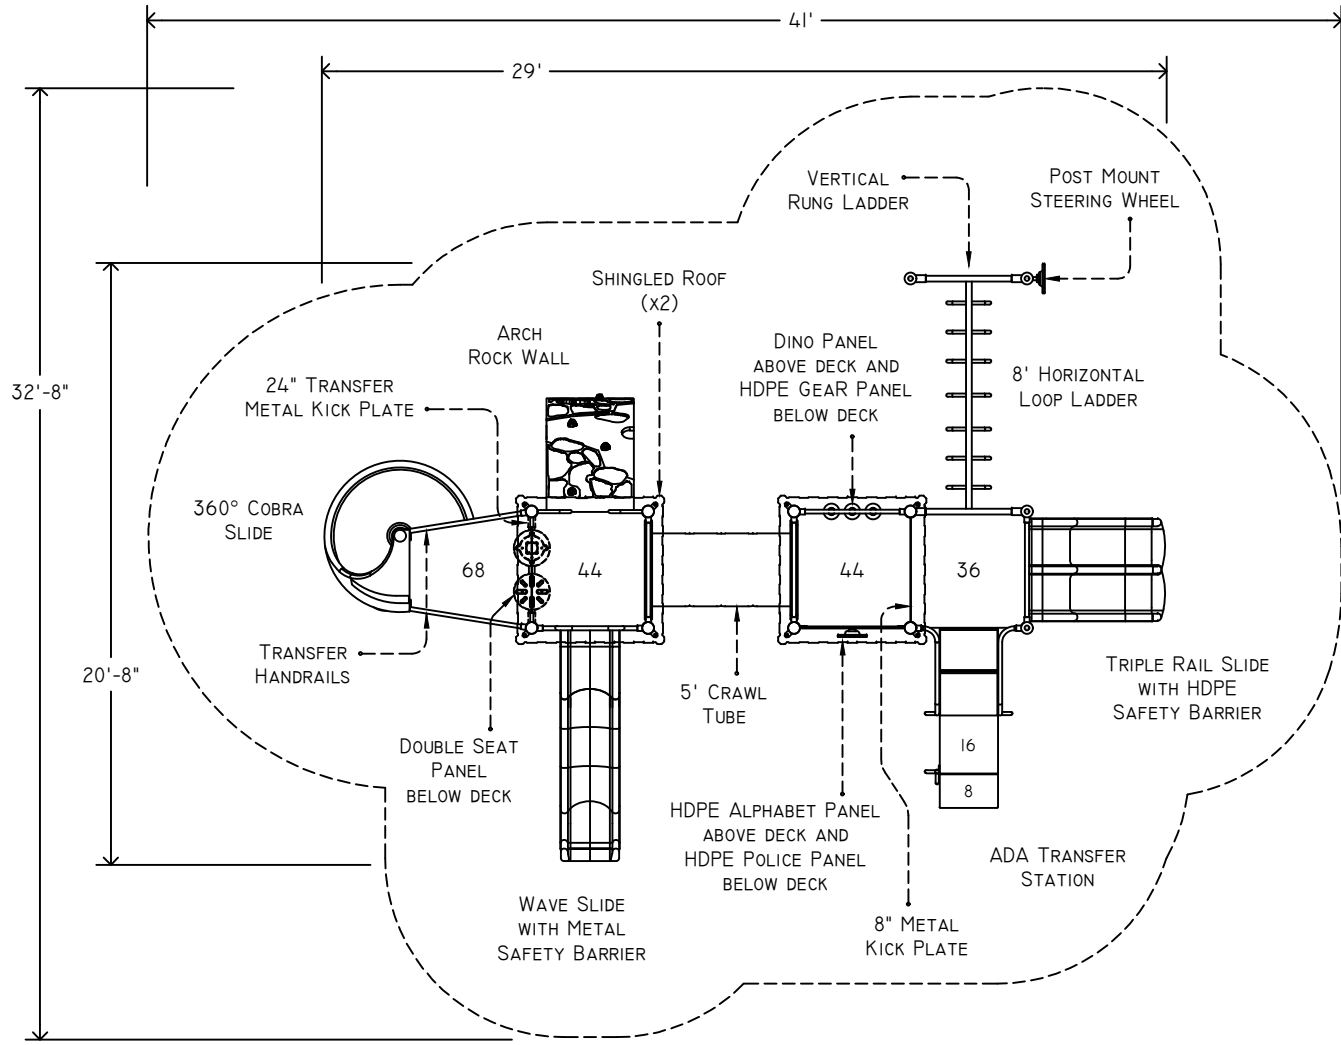 41'
29'
32'-8"
20'-8"
Vertical
Rung Ladder
Post Mount
Steering Wheel
Shingled Roof
(x2)
Arch
Rock Wall
Dino Panel
above deck and
HDPE GeaR Panel
below deck
8' Horizontal
Loop Ladder
24" Transfer
Metal Kick Plate
360° Cobra
Slide
68
44
44
36
Transfer
Handrails
5' Crawl
Tube
Triple Rail Slide
with HDPE
Safety Barrier
16
8
Double Seat
Panel
below deck
HDPE Alphabet Panel
above deck and
HDPE Police Panel
below deck
ADA Transfer
Station
Wave Slide
with Metal
Safety Barrier
8" Metal
Kick Plate